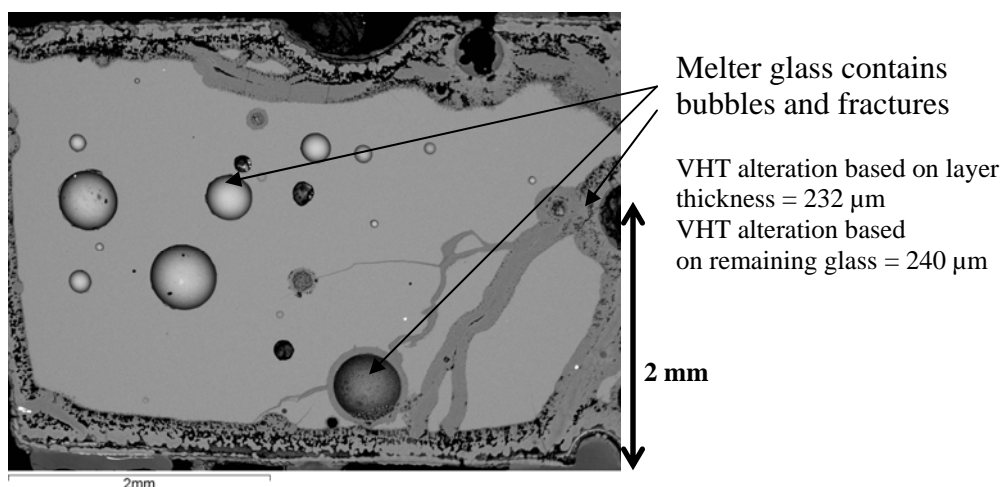 Melter glass contains
bubbles and fractures
VHT alteration based on layer
thickness = 232 µm
VHT alteration based
on remaining glass = 240 µm
2 mm
2mm